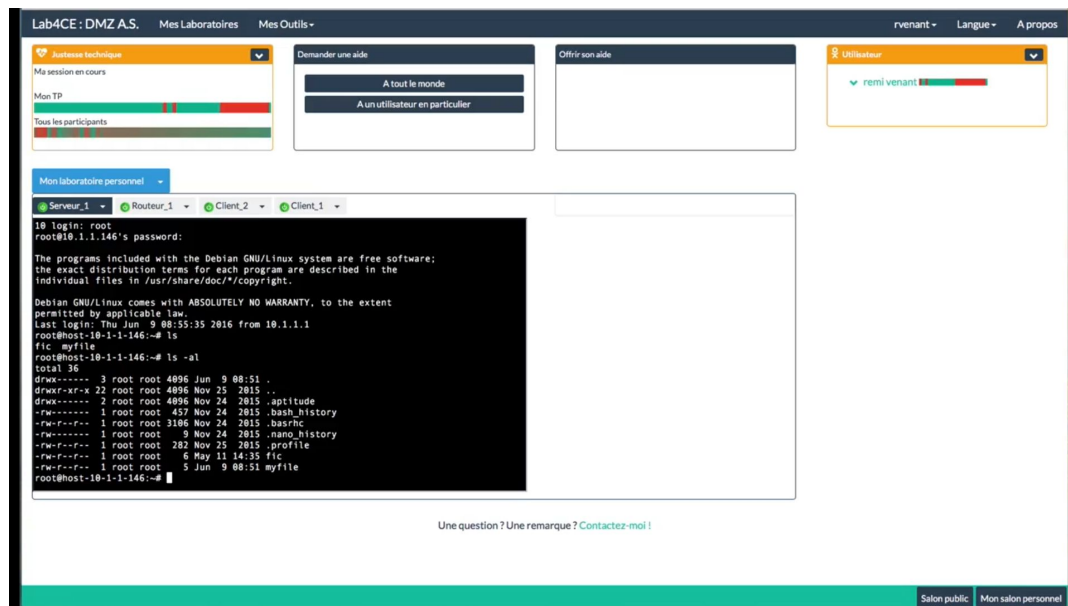 Lab4CE : DMZ A.S. Mes Laboratoires Mes Outils rvenant Langue A propos
Justesse technique
Ma session en cours
Mon TP
Tous les participants
Demander une aide
A tout le monde
A un utilisateur en particulier
Offrir son aide
Utilisateur
remi venant
Mon laboratoire personnel
Serveur_1 Routeur_1 Client_2 Client_1
10 login: root
root@10.1.1.146's password:
The programs included with the Debian GNU/Linux system are free software;
the exact distribution terms for each program are described in the
individual files in /usr/share/doc/*/copyright.
Debian GNU/Linux comes with ABSOLUTELY NO WARRANTY, to the extent
permitted by applicable law.
Last login: Thu Jun 9 08:55:35 2016 from 10.1.1.1
root@host-10-1-1-146:~# ls
fic myfile
root@host-10-1-1-146:~# ls -al
total 36
drwx------ 3 root root 4096 Jun 9 08:51 .
drwxr-xr-x 22 root root 4096 Nov 25 2015 ..
drwx------ 2 root root 4096 Nov 24 2015 .aptitude
-rw------- 1 root root 457 Nov 24 2015 .bash_history
-rw-r--r-- 1 root root 3106 Nov 24 2015 .basrhc
-rw------- 1 root root 9 Nov 24 2015 .nano_history
-rw-r--r-- 1 root root 282 Nov 25 2015 .profile
-rw-r--r-- 1 root root 6 May 11 14:35 fic
-rw-r--r-- 1 root root 5 Jun 9 08:51 myfile
root@host-10-1-1-146:~#
Une question ? Une remarque ? Contactez-moi !
Salon public Mon salon personnel